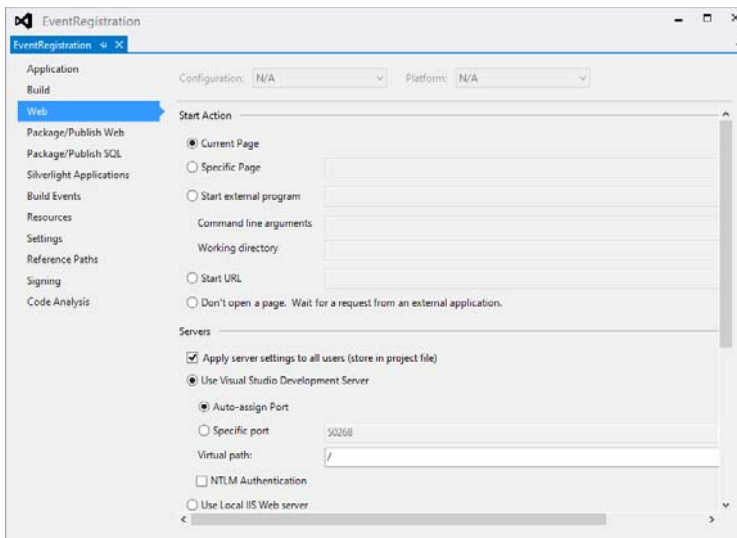 EventRegistration
EventRegistration
Application
Build
Web
Package/Publish Web
Package/Publish SQL
Silverlight Applications
Build Events
Resources
Settings
Reference Paths
Signing
Code Analysis
Configuration: N/A Platform: N/A
Start Action
Current Page
Specific Page
Start external program
Command line arguments
Working directory
Start URL
Don't open a page. Wait for a request from an external application.
Servers
Apply server settings to all users (store in project file)
Use Visual Studio Development Server
Auto-assign Port
Specific port 50268
Virtual path: /
NTLM Authentication
Use Local IIS Web server